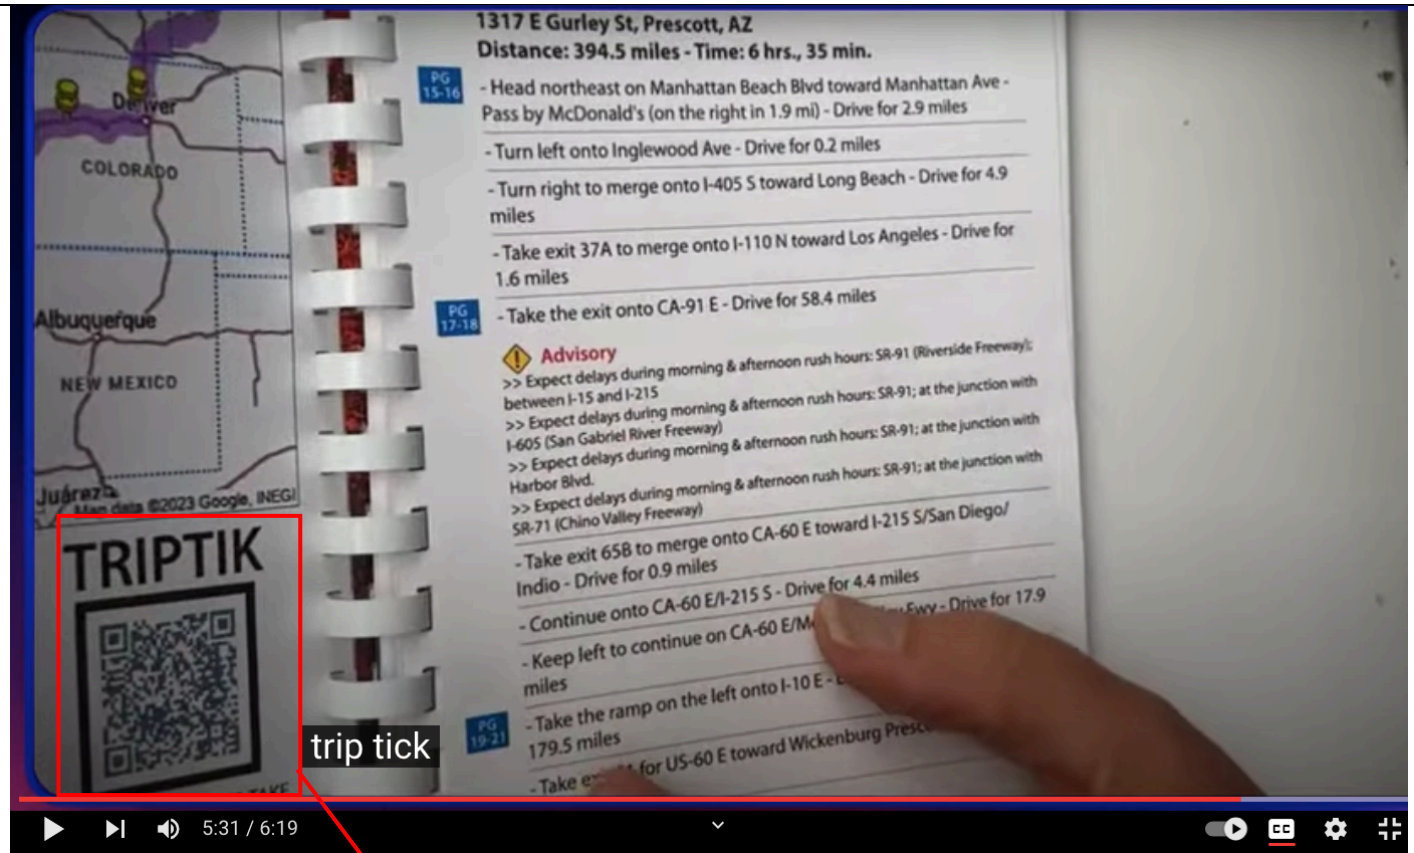 Denver
COLORADO
Albuquerque
NEW MEXICO
Juárez
Map data ©2023 Google, INEGI
TRIPTIK
TAKE
1317 E Gurley St, Prescott, AZ
Distance: 394.5 miles - Time: 6 hrs., 35 min.
PG
15-16
- Head northeast on Manhattan Beach Blvd toward Manhattan Ave -
Pass by McDonald's (on the right in 1.9 mi) - Drive for 2.9 miles
- Turn left onto Inglewood Ave - Drive for 0.2 miles
- Turn right to merge onto I-405 S toward Long Beach - Drive for 4.9
miles
- Take exit 37A to merge onto I-110 N toward Los Angeles - Drive for
1.6 miles
PG
17-18
- Take the exit onto CA-91 E - Drive for 58.4 miles
Advisory
>> Expect delays during morning & afternoon rush hours: SR-91 (Riverside Freeway);
between I-15 and I-215
>> Expect delays during morning & afternoon rush hours: SR-91; at the junction with
I-605 (San Gabriel River Freeway)
>> Expect delays during morning & afternoon rush hours: SR-91; at the junction with
Harbor Blvd.
>> Expect delays during morning & afternoon rush hours: SR-91; at the junction with
SR-71 (Chino Valley Freeway)
- Take exit 65B to merge onto CA-60 E toward I-215 S/San Diego/
Indio - Drive for 0.9 miles
- Continue onto CA-60 E/I-215 S - Drive for 4.4 miles
- Keep left to continue on CA-60 E/ Fwy - Drive for 17.9
miles
PG
19-21
- Take the ramp on the left onto I-10 E -
179.5 miles
- Take for US-60 E toward Wickenburg
trip tick
5:31 / 6:19
CC